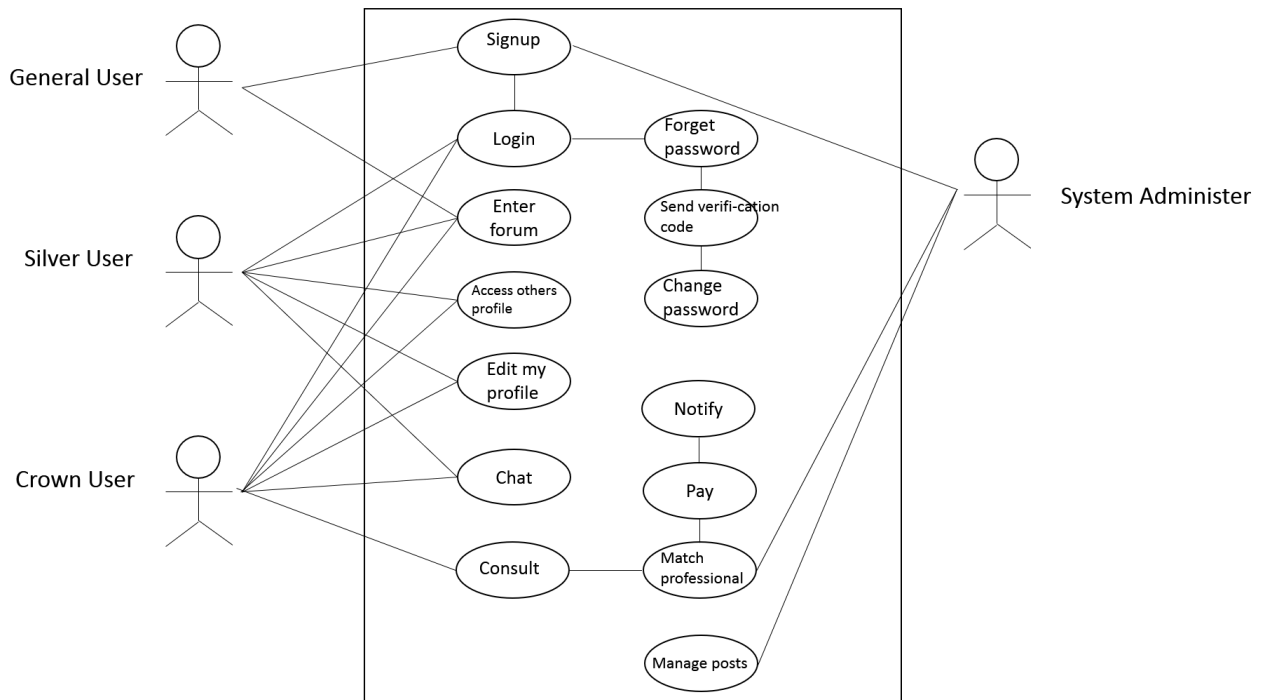 Signup
General User
Login
Forget
password
Enter
forum
Send verifi-cation
code
System Administer
Silver User
Access others
profile
Change
password
Edit my
profile
Notify
Crown User
Chat
Pay
Consult
Match
professional
Manage posts